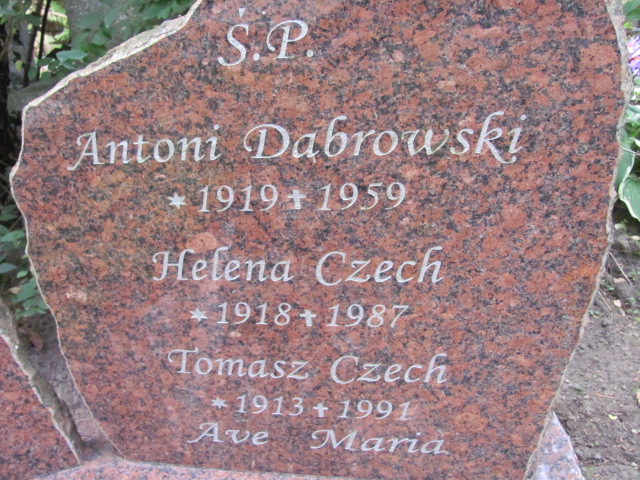 Ś.P.
Antoni Dabrowski
* 1919 ✝ 1959
Helena Czech
* 1918 ✝ 1987
Tomasz Czech
* 1913 ✝ 1991
Ave Maria